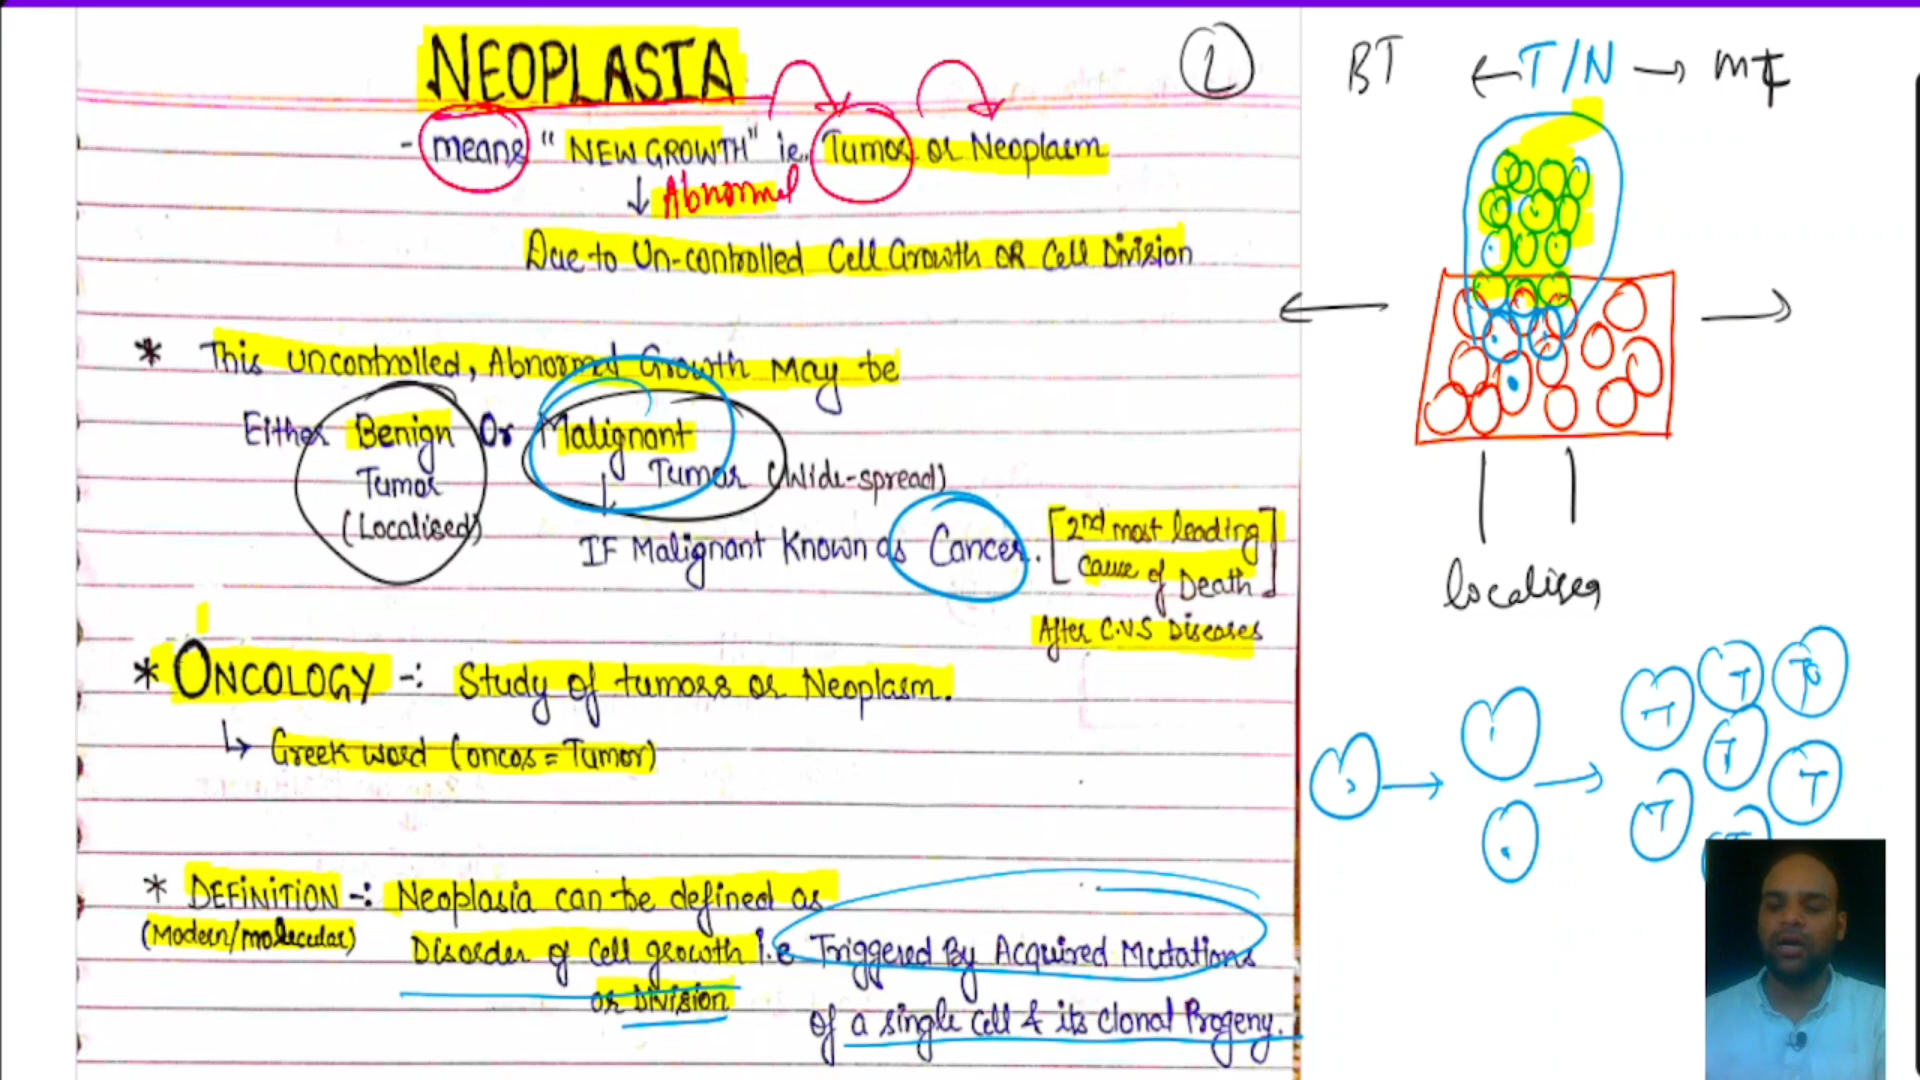 NEOPLASIA
1
- means "NEW GROWTH" ie. Tumor or Neoplasm
↓ Abnormal
Due to Un-controlled Cell Growth OR Cell Division
* This uncontrolled, Abnormal Growth May be
Either Benign Or Malignant
Tumor Tumor (Wide-spread)
(Localised)
IF Malignant Known as Cancer. [2nd most leading
cause of Death]
After C.V.S Diseases
* ONCOLOGY -: Study of tumors or Neoplasm.
↳ Greek word (oncos = Tumor)
* DEFINITION -: Neoplasia can be defined as
(Modern/molecular) Disorder of cell growth i.e Triggered By Acquired Mutations
or Division
of a single cell & its clonal Progeny.
BT ← T/N → MT
localised
T T T
T
T T